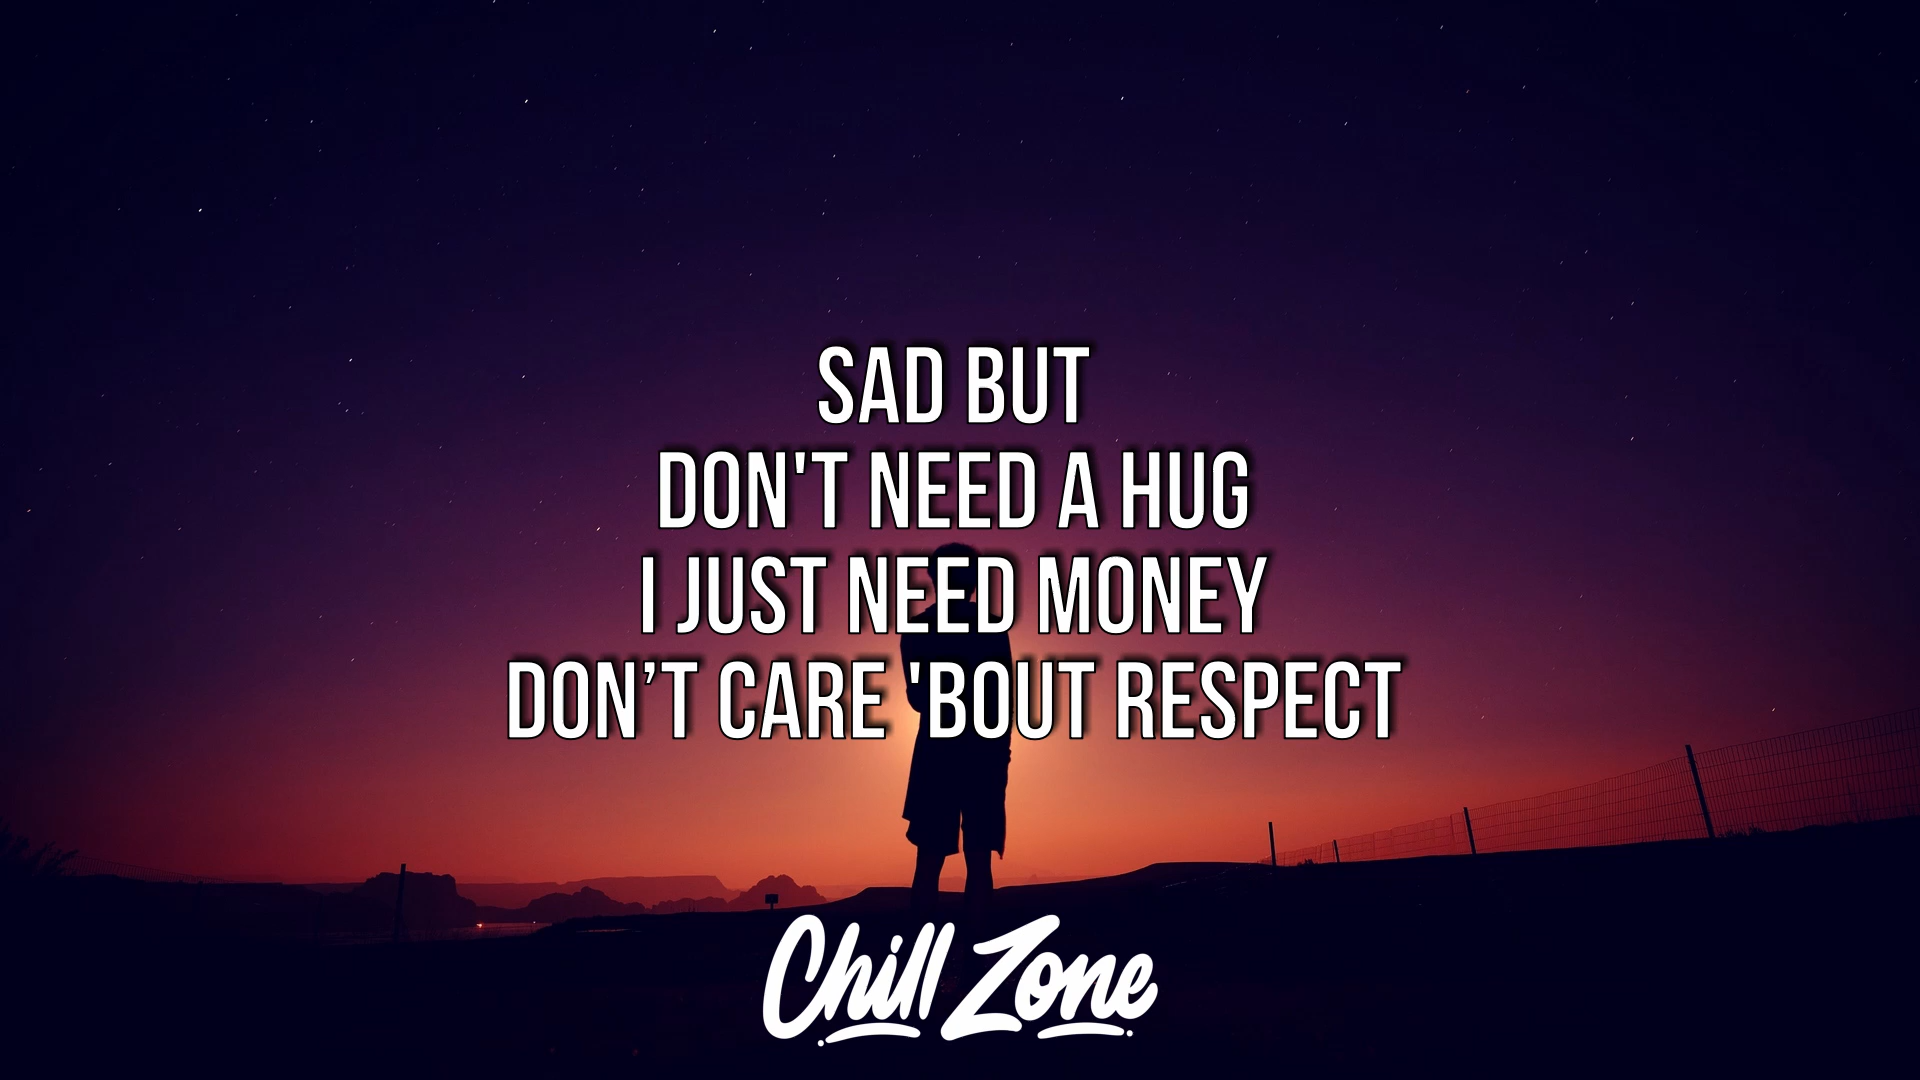 SAD BUT
DON'T NEED A HUG
I JUST NEED MONEY
DON’T CARE 'BOUT RESPECT
Chill Zone